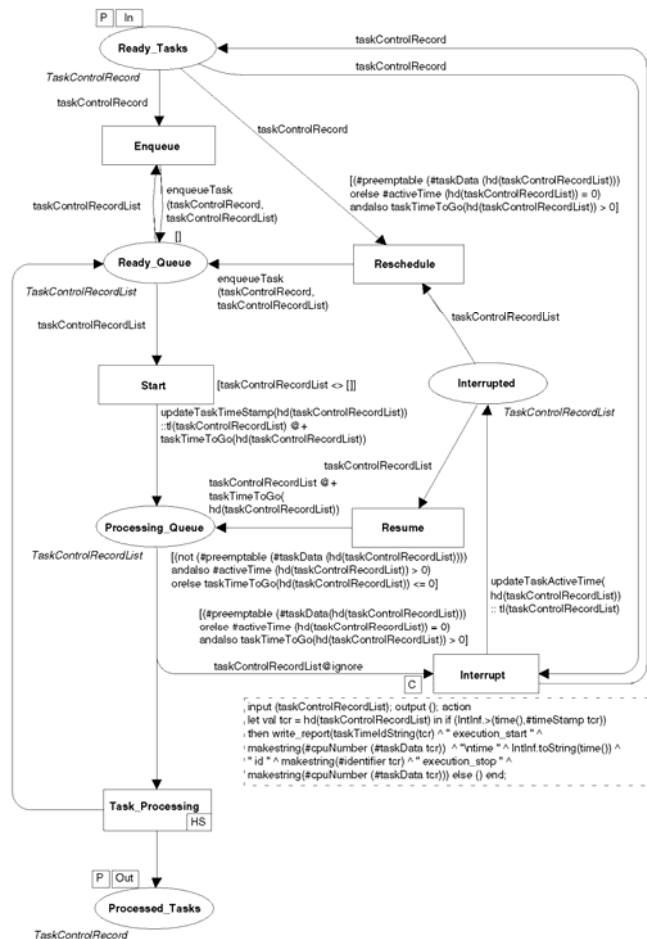 P In
Ready_Tasks
TaskControlRecord
taskControlRecord
taskControlRecord
taskControlRecord
taskControlRecord
Enqueue
taskControlRecordList
enqueueTask
(taskControlRecord,
taskControlRecordList)
[]
[(#preemptable (#taskData (hd(taskControlRecordList)))
orelse #activeTime (hd(taskControlRecordList)) = 0)
andalso taskTimeToGo(hd(taskControlRecordList)) > 0]
Ready_Queue
TaskControlRecordList
enqueueTask
(taskControlRecord,
taskControlRecordList)
Reschedule
taskControlRecordList
taskControlRecordList
Start
[taskControlRecordList <> []]
Interrupted
TaskControlRecordList
updateTaskTimeStamp(hd(taskControlRecordList))
::tl(taskControlRecordList) @+
taskTimeToGo(hd(taskControlRecordList))
taskControlRecordList
taskControlRecordList @+
taskTimeToGo(
hd(taskControlRecordList))
Processing_Queue
TaskControlRecordList
Resume
[(not (#preemptable (#taskData (hd(taskControlRecordList))))
andalso #activeTime (hd(taskControlRecordList)) > 0)
orelse taskTimeToGo(hd(taskControlRecordList)) <= 0]
updateTaskActiveTime(
hd(taskControlRecordList))
:: tl(taskControlRecordList)
[(#preemptable (#taskData(hd(taskControlRecordList)))
orelse #activeTime (hd(taskControlRecordList)) = 0)
andalso taskTimeToGo(hd(taskControlRecordList)) > 0]
taskControlRecordList@ignore
Interrupt
C
input (taskControlRecordList); output (); action
let val tcr = hd(taskControlRecordList) in if (IntInf.>(time(),#timeStamp tcr))
then write_report(taskTimeIdString(tcr) ^ " execution_start " ^
makestring(#cpuNumber (#taskData tcr)) ^ "\ntime " ^ IntInf.toString(time()) ^
" id " ^ makestring(#identifier tcr) ^ " execution_stop " ^
makestring(#cpuNumber (#taskData tcr))) else () end;
Task_Processing
HS
P Out
Processed_Tasks
TaskControlRecord